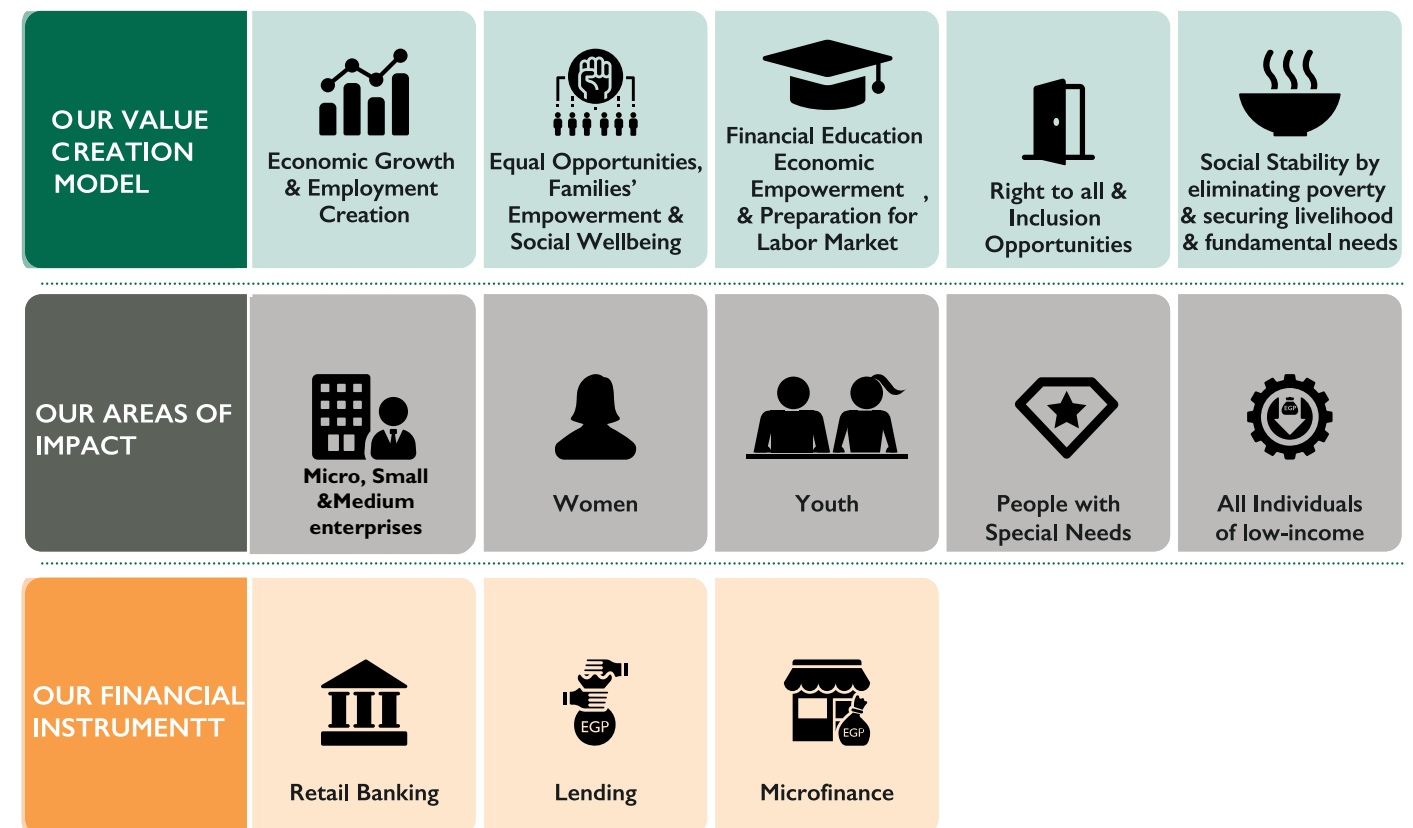 OUR VALUE
CREATION
MODEL
Economic Growth
& Employment
Creation
Equal Opportunities,
Families’
Empowerment &
Social Wellbeing
Financial Education
Economic
Empermwerment ,
& Preparation for
Labor Market
Right to all &
Inclusion
Opportunities
Social Stability by
eliminating poverty
& securing livelihood
& fundamental needs
OUR AREAS OF
IMPACT
Micro, Small
&Medium
enterprises
Women
Youth
People with
Special Needs
EGP
All Individuals
of low-income
OUR FINANCIAL
INSTRUMENTT
Retail Banking
EGP
Lending
EGP
Microfinance